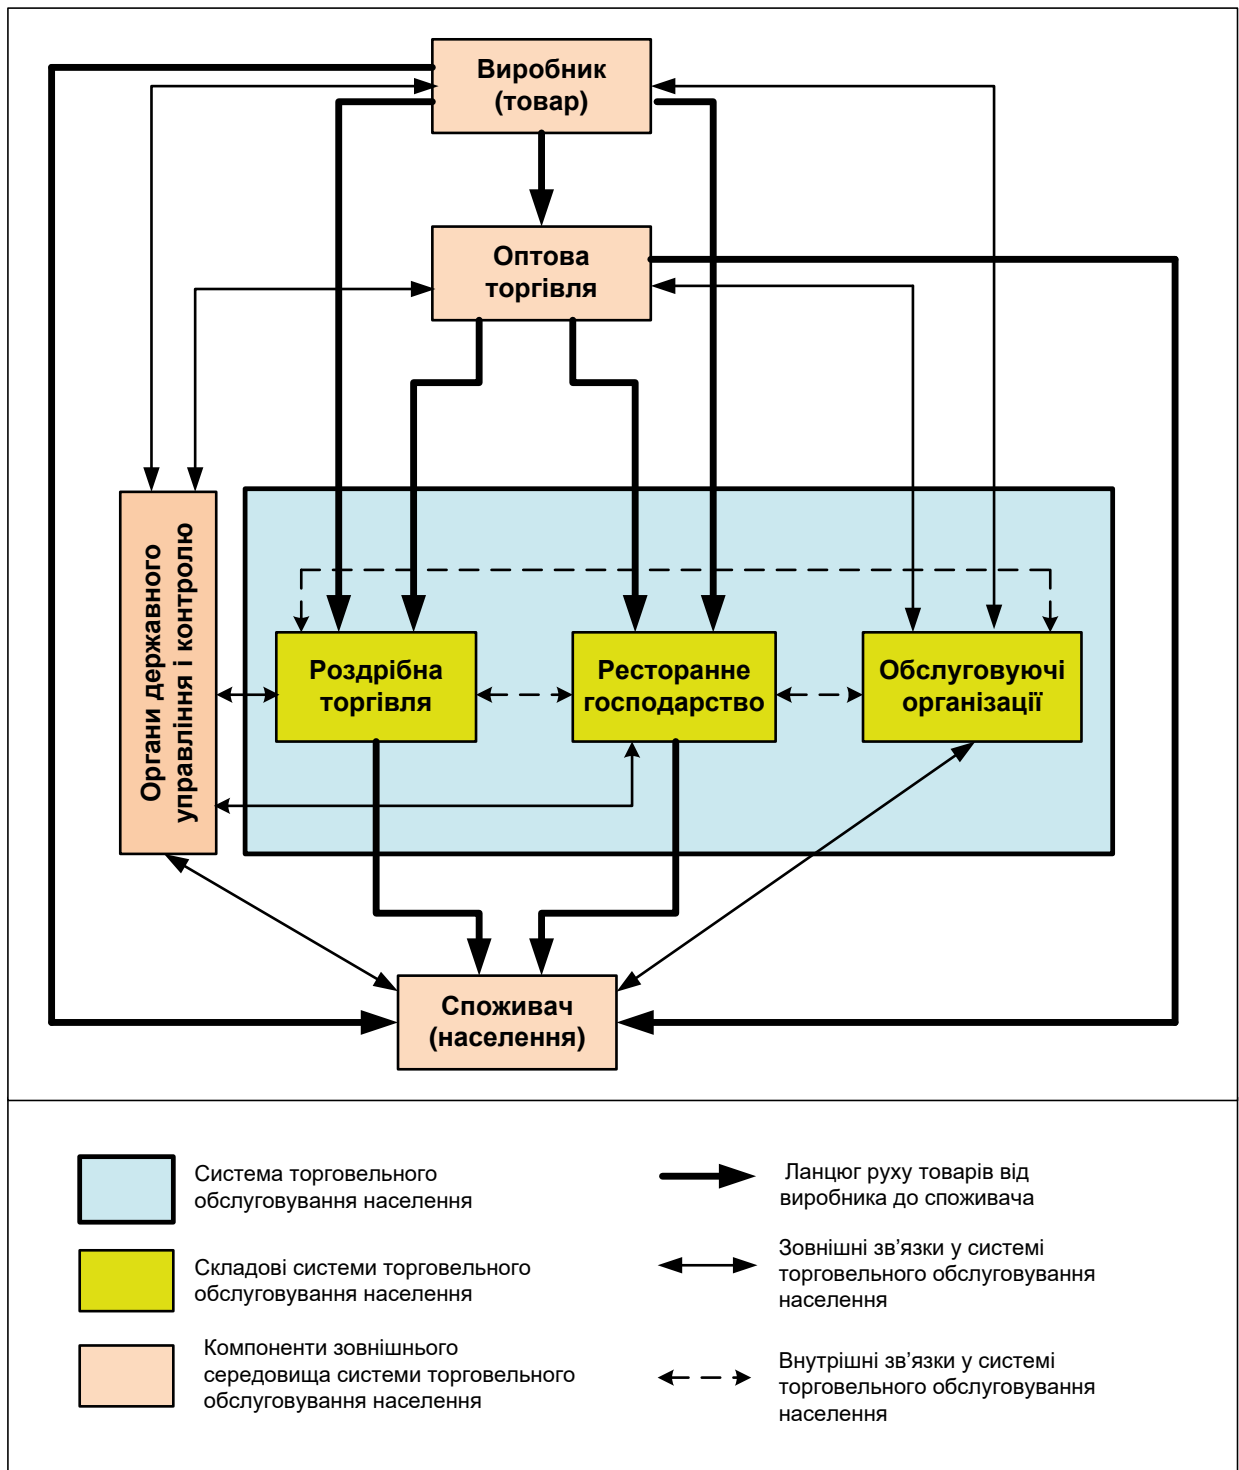 Виробник
(товар)
Оптова
торгівля
Органи державного
управління і контролю
Роздрібна
торгівля
Ресторанне
господарство
Обслуговуючі
організації
Споживач
(населення)
Система торговельного
обслуговування населення
Складові системи торговельного
обслуговування населення
Компоненти зовнішнього
середовища системи торговельного
обслуговування населення
Ланцюг руху товарів від
виробника до споживача
Зовнішні зв’язки у системі
торговельного обслуговування
населення
Внутрішні зв’язки у системі
торговельного обслуговування
населення